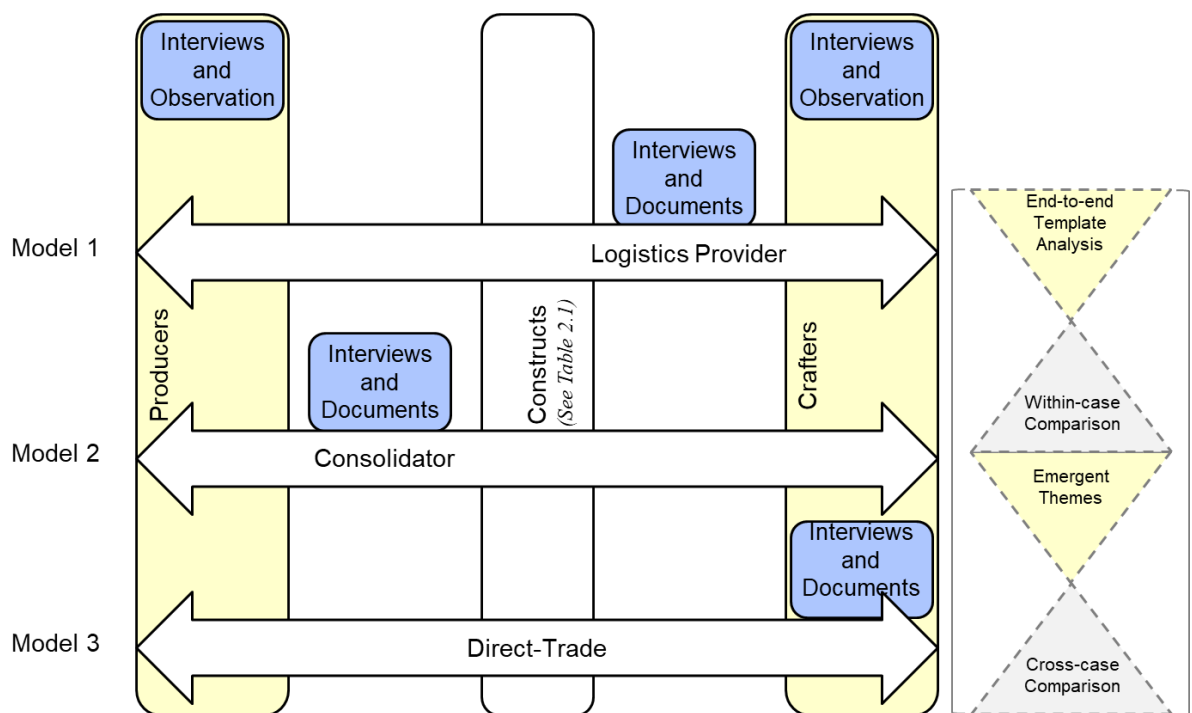 Interviews
and
Observation
Interviews
and
Observation
Interviews
and
Documents
Model 1
Logistics Provider
Producers
Interviews
and
Documents
Constructs
(See Table 2.1)
Crafters
Model 2
Consolidator
Interviews
and
Documents
Model 3
Direct-Trade
End-to-end
Template
Analysis
Within-case
Comparison
Emergent
Themes
Cross-case
Comparison